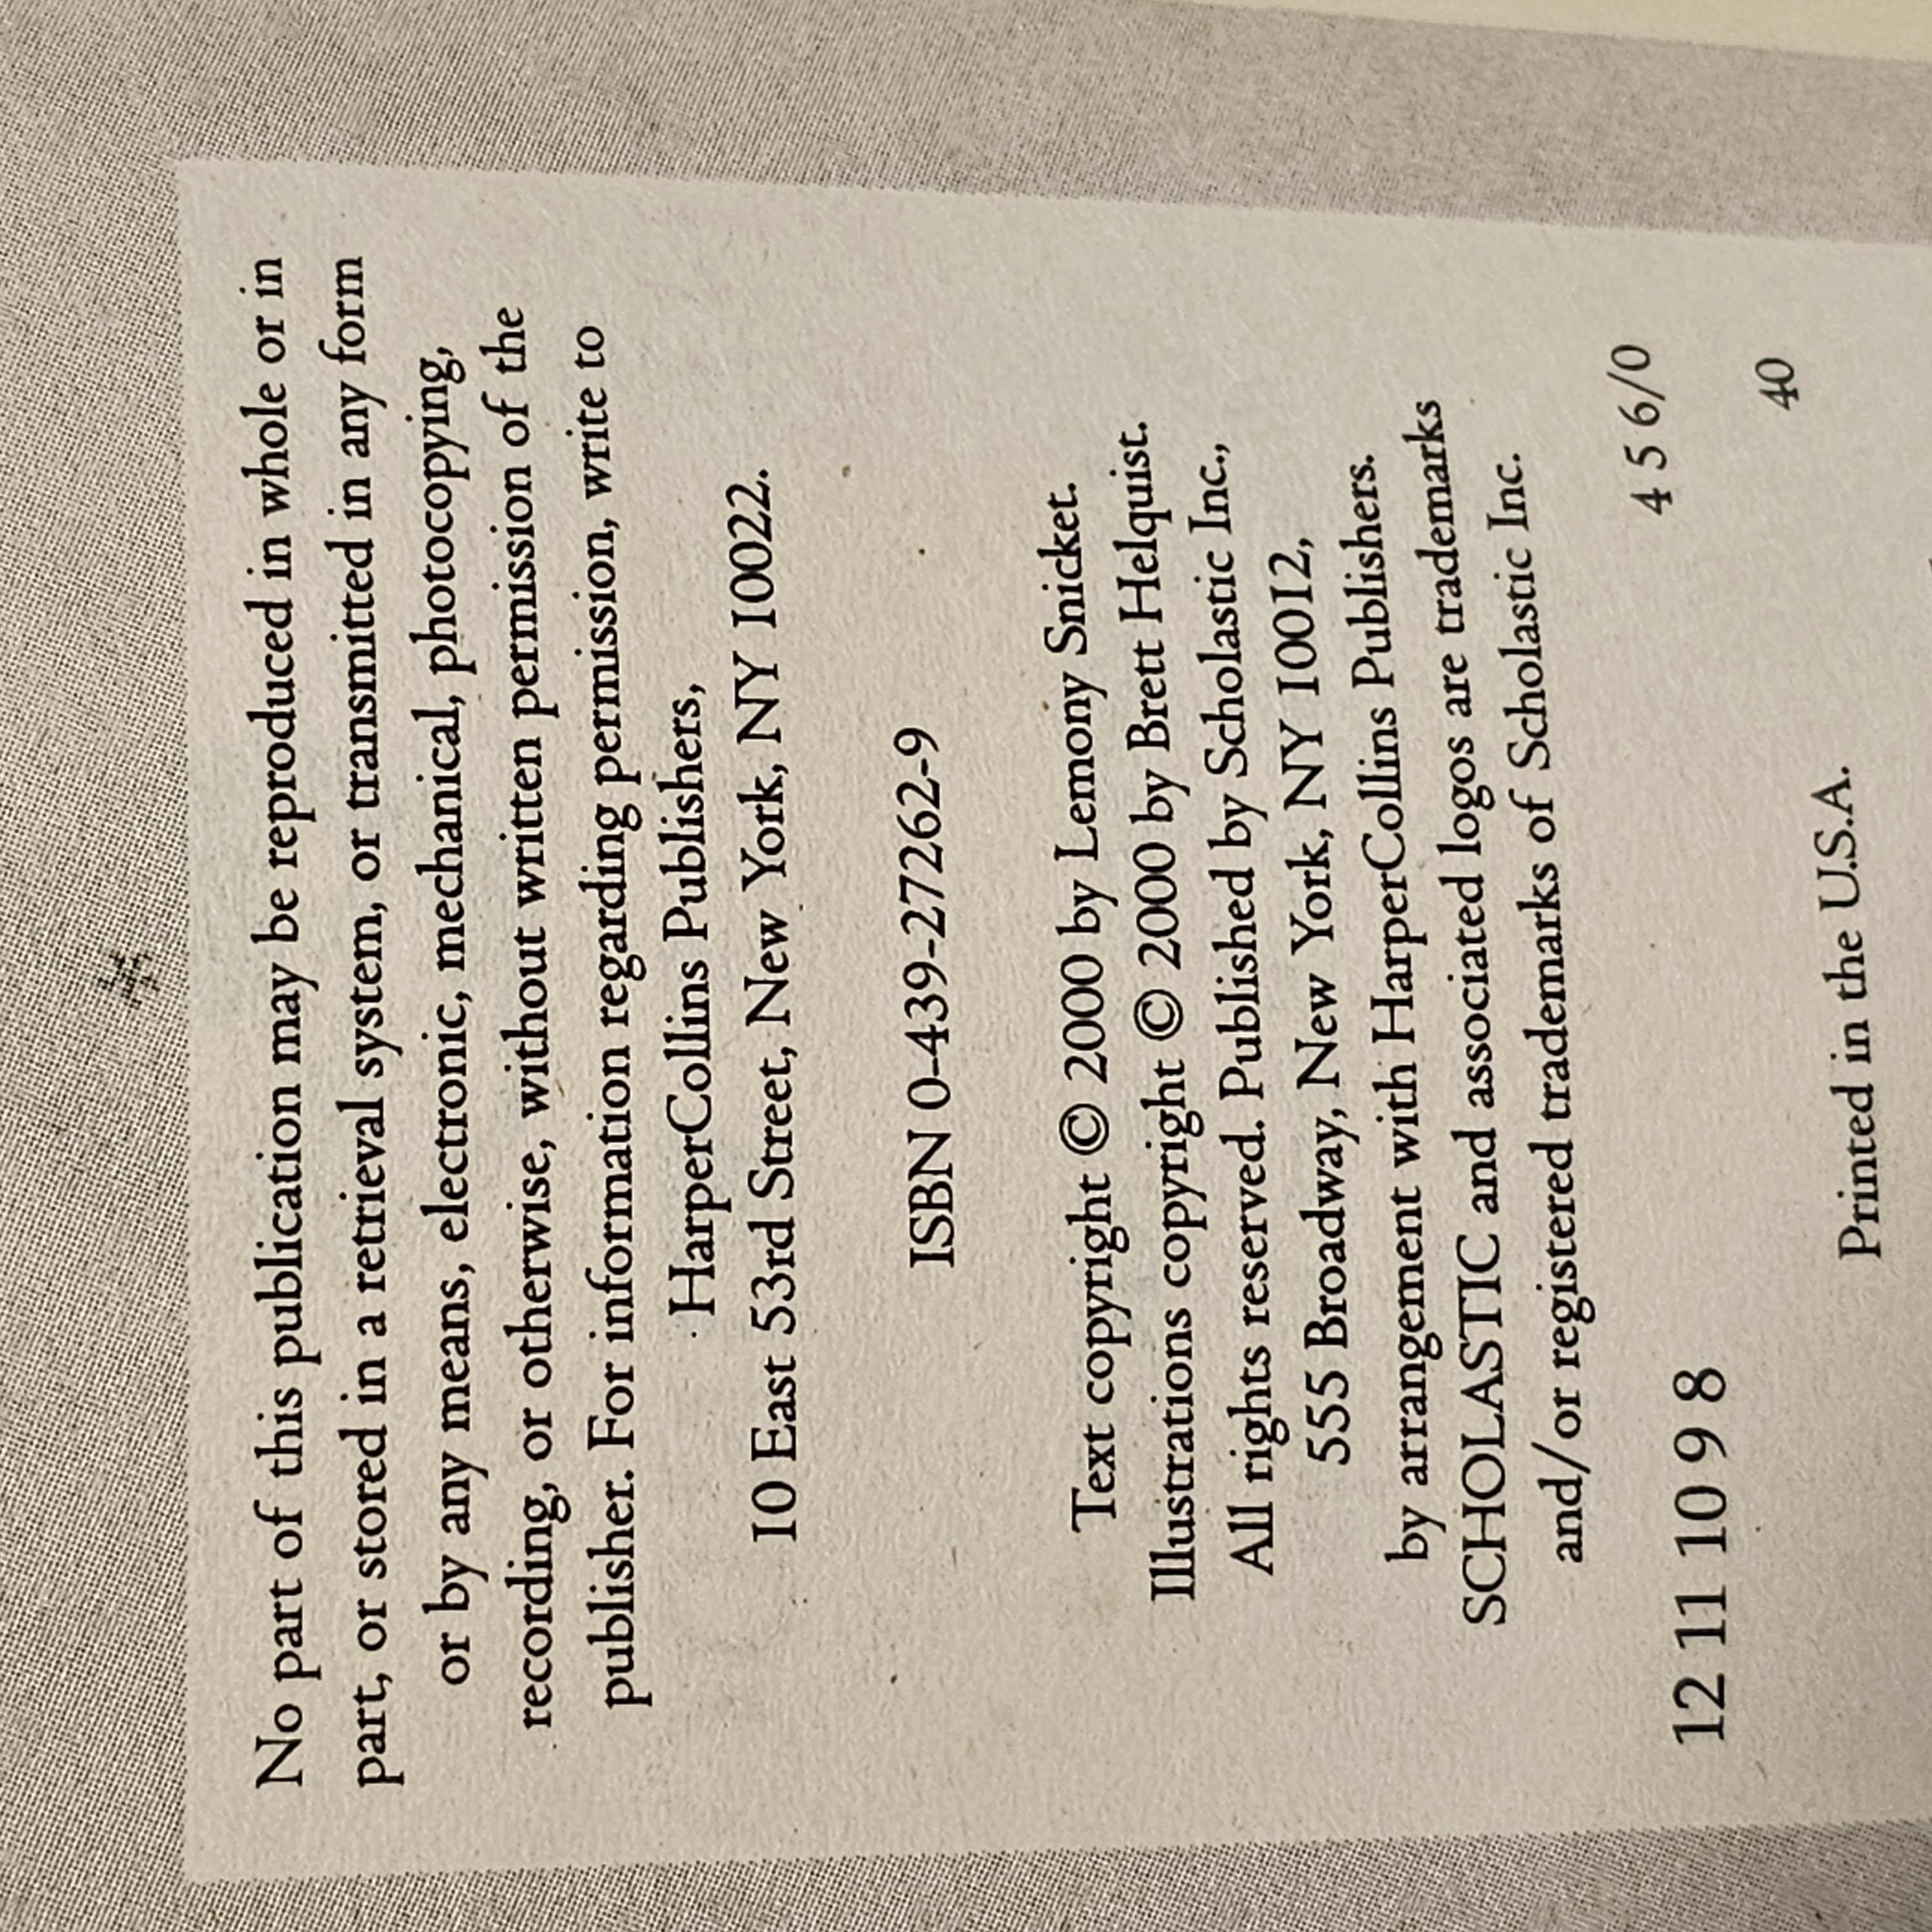 No part of this publication may be reproduced in whole or in
part, or stored in a retrieval system, or transmitted in any form
or by any means, electronic, mechanical, photocopying,
recording, or otherwise, without written permission of the
publisher. For information regarding permission, write to
HarperCollins Publishers,
10 East 53rd Street, New York, NY 10022.
ISBN 0-439-27262-9
Text copyright © 2000 by Lemony Snicket.
Illustrations copyright © 2000 by Brett Helquist.
All rights reserved. Published by Scholastic Inc.,
555 Broadway, New York, NY 10012,
by arrangement with HarperCollins Publishers.
SCHOLASTIC and associated logos are trademarks
and/or registered trademarks of Scholastic Inc.
12 11 10 9 8 4 5 6/0
40
Printed in the U.S.A.